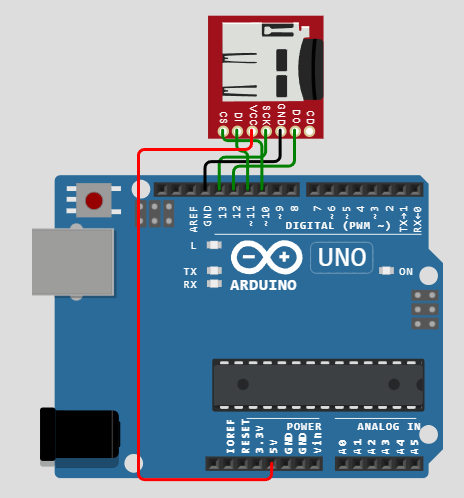 CS DI VCC SCK GND DO CD
AREF GND 13 12 ~11 ~10 ~9 8 7 ~6 ~5 4 ~3 2 TX→1 RX←0
DIGITAL (PWM ~)
L
TX
RX
ARDUINO
UNO
ON
IOREF RESET 3.3V 5V GND GND Vin
POWER
ANALOG IN
A0 A1 A2 A3 A4 A5